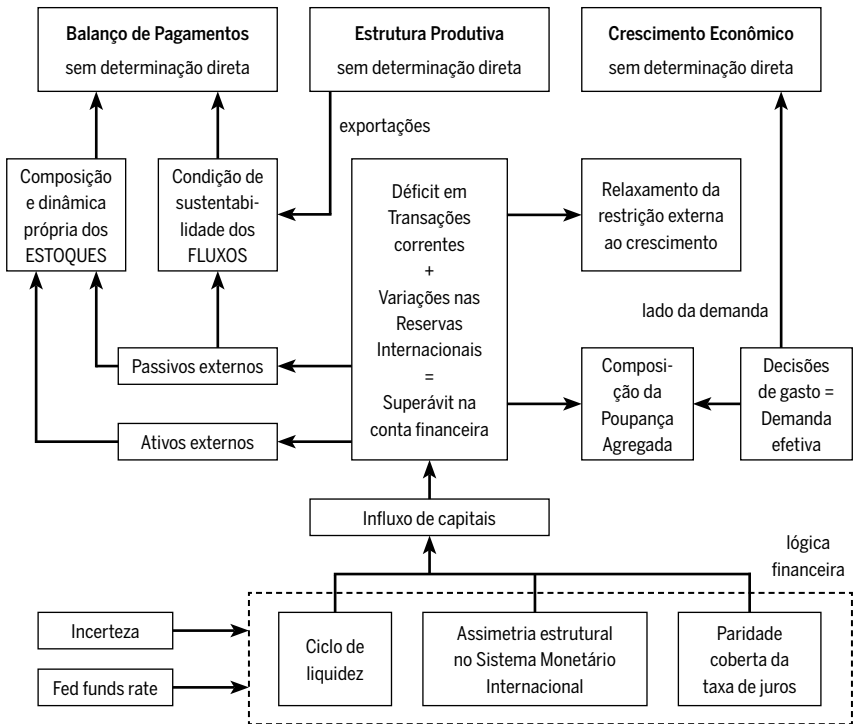 Balanço de Pagamentos
sem determinação direta
Estrutura Produtiva
sem determinação direta
Crescimento Econômico
sem determinação direta
exportações
Composição
e dinâmica
própria dos
ESTOQUES
Condição de
sustentabi-
lidade dos
FLUXOS
Déficit em
Transações
correntes
+
Variações nas
Reservas
Internacionais
=
Superávit na
conta financeira
Relaxamento da
restrição externa
ao crescimento
lado da demanda
Passivos externos
Ativos externos
Composi-
ção da
Poupança
Agregada
Decisões
de gasto =
Demanda
efetiva
Influxo de capitais
lógica
financeira
Incerteza
Fed funds rate
Ciclo de
liquidez
Assimetria estrutural
no Sistema Monetário
Internacional
Paridade
coberta da
taxa de juros